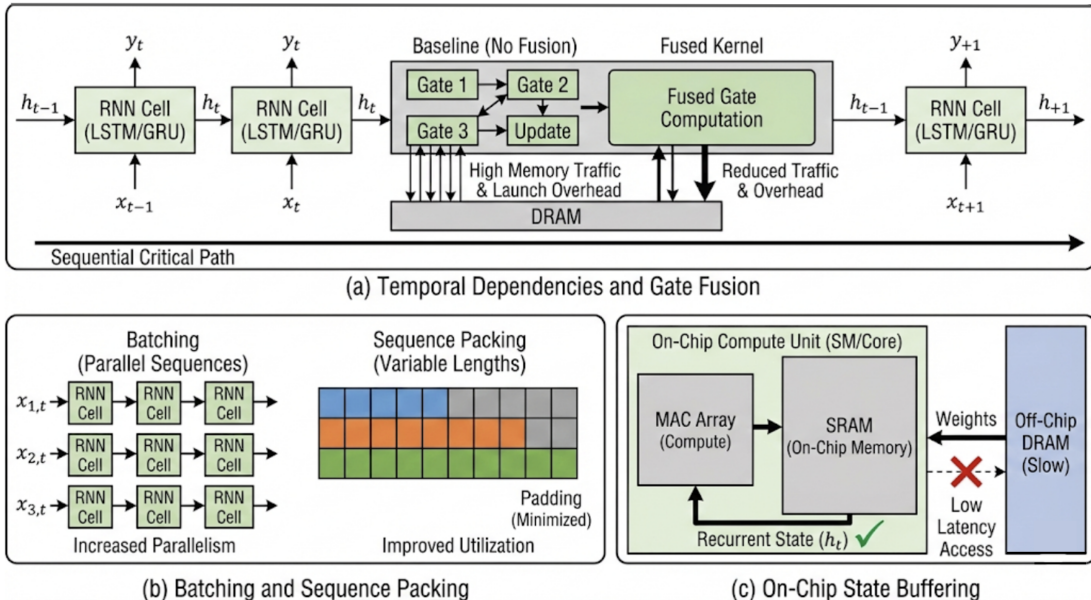 y_t
y_t
Baseline (No Fusion)
Fused Kernel
y_{+1}
h_{t-1}
RNN Cell
(LSTM/GRU)
h_t
RNN Cell
(LSTM/GRU)
h_t
Gate 1
Gate 2
Gate 3
Update
Fused Gate
Computation
h_{t-1}
RNN Cell
(LSTM/GRU)
h_{+1}
x_{t-1}
x_t
High Memory Traffic
& Launch Overhead
Reduced Traffic
& Overhead
x_{t+1}
DRAM
Sequential Critical Path
(a) Temporal Dependencies and Gate Fusion
Batching
(Parallel Sequences)
x_{1,t}
RNN
Cell
RNN
Cell
RNN
Cell
x_{2,t}
RNN
Cell
RNN
Cell
RNN
Cell
x_{3,t}
RNN
Cell
RNN
Cell
RNN
Cell
Increased Parallelism
Sequence Packing
(Variable Lengths)
Padding
(Minimized)
Improved Utilization
(b) Batching and Sequence Packing
On-Chip Compute Unit (SM/Core)
MAC Array
(Compute)
SRAM
(On-Chip Memory)
Recurrent State (h_t)
Weights
Low
Latency
Access
Off-Chip
DRAM
(Slow)
(c) On-Chip State Buffering